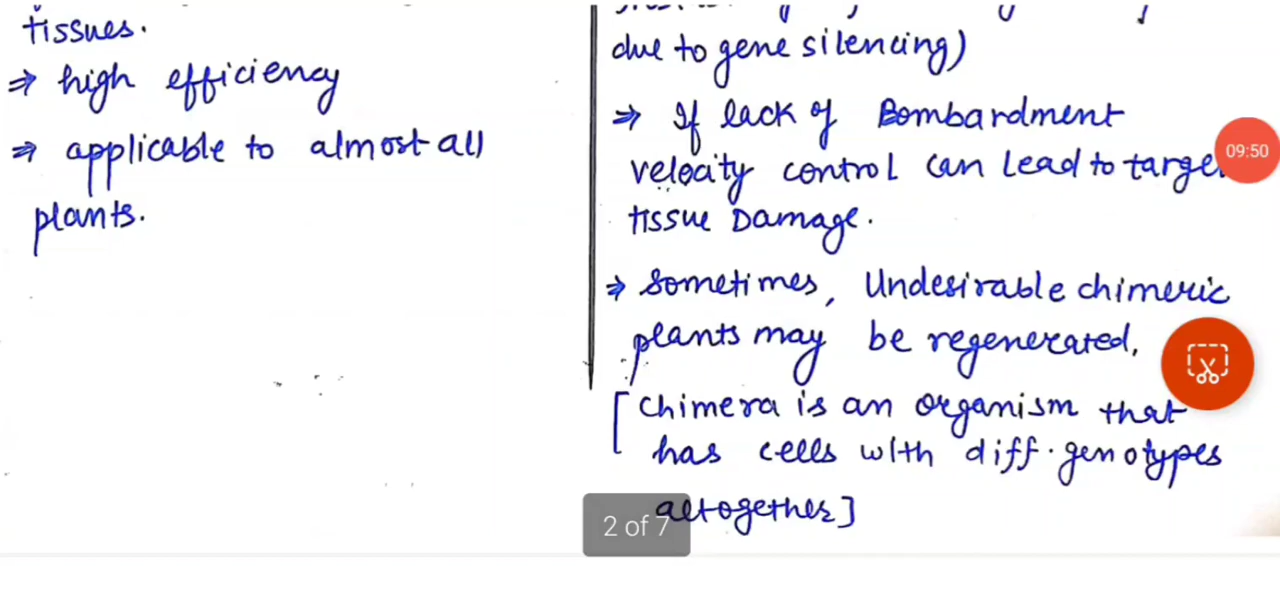 tissues.
⇒ high efficiency
⇒ applicable to almost all
plants.
due to gene silencing)
⇒ If lack of Bombardment
velocity control can lead to target
tissue Damage.
⇒ Sometimes, Undesirable chimeric
plants may be regenerated.
[Chimera is an organism that
has cells with diff. genotypes
altogether]
09:50
2 of 7